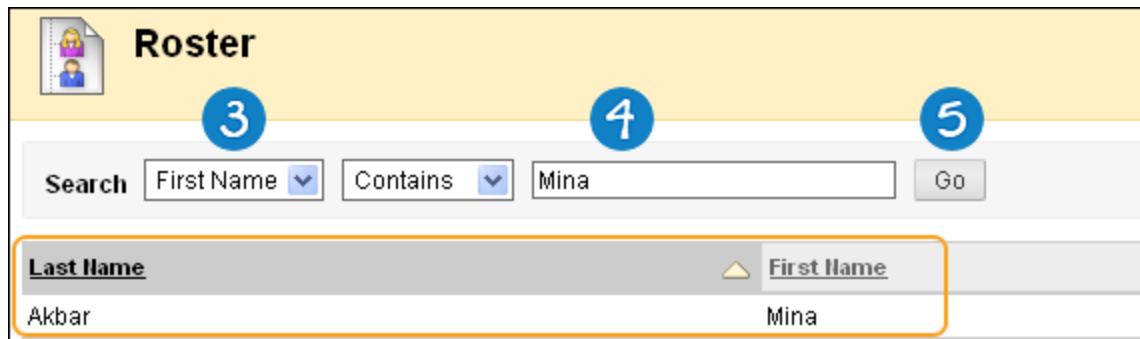 Roster
3 4 5
Search First Name Contains Mina Go
Last Name First Name
Akbar Mina